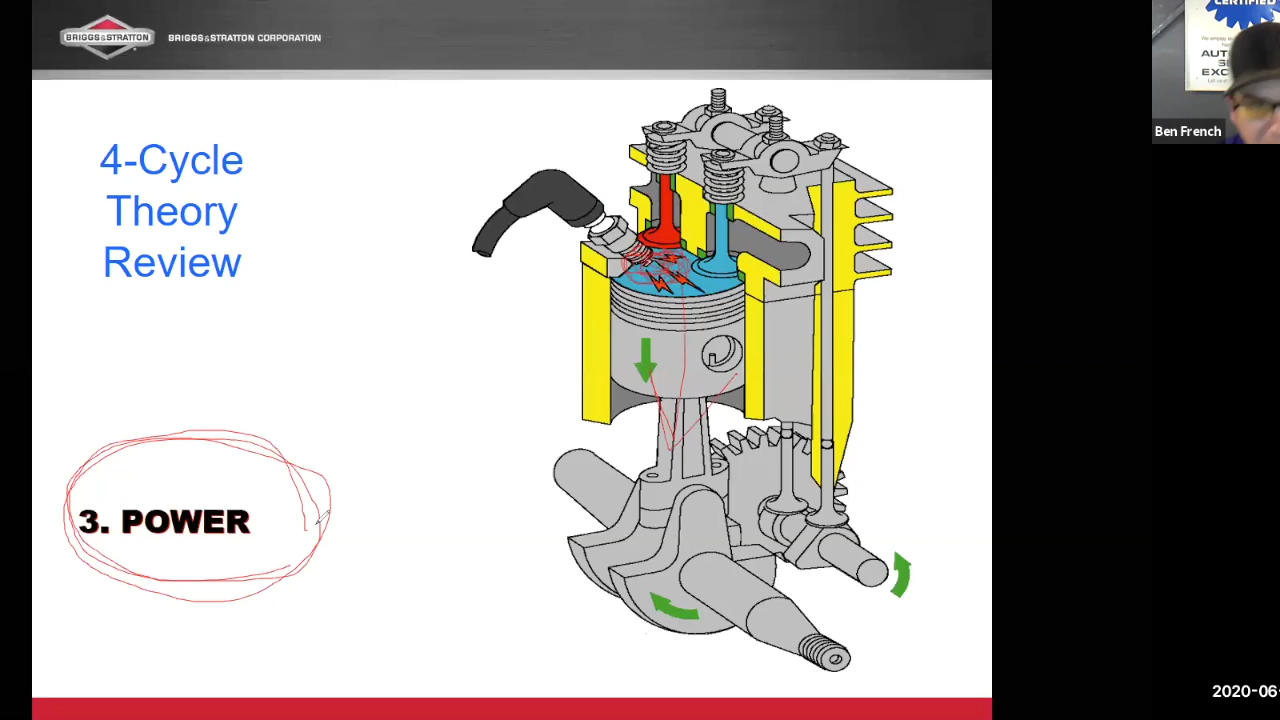 BRIGGS&STRATTON
BRIGGS&STRATTON CORPORATION
4-Cycle
Theory
Review
3. POWER
CERTIFIED
Ben French
2020-06